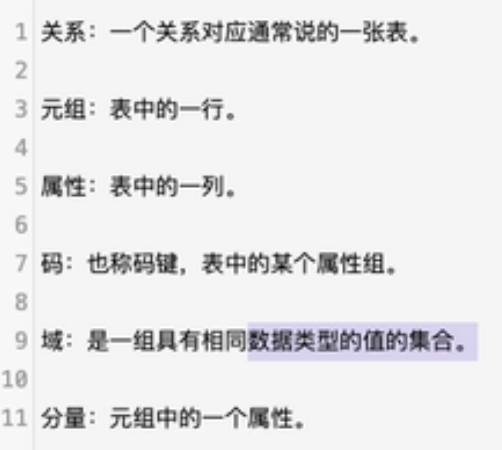 1 关系：一个关系对应通常说的一张表。
2
3 元组：表中的一行。
4
5 属性：表中的一列。
6
7 码：也称码键，表中的某个属性组。
8
9 域：是一组具有相同数据类型的值的集合。
10
11 分量：元组中的一个属性。